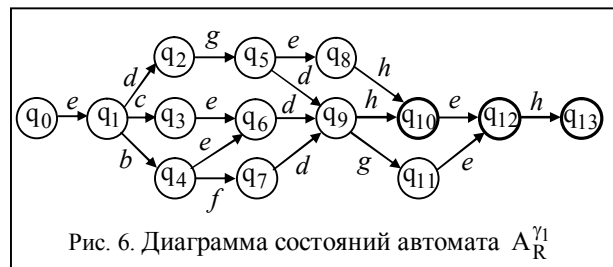 g e
q2 q5 q8
d d h
e c e d h e h
q0 q1 q3 q6 q9 q10 q12 q13
b e g e
q4 q7 d q11
f
Рис. 6. Диаграмма состояний автомата A_R^γ1